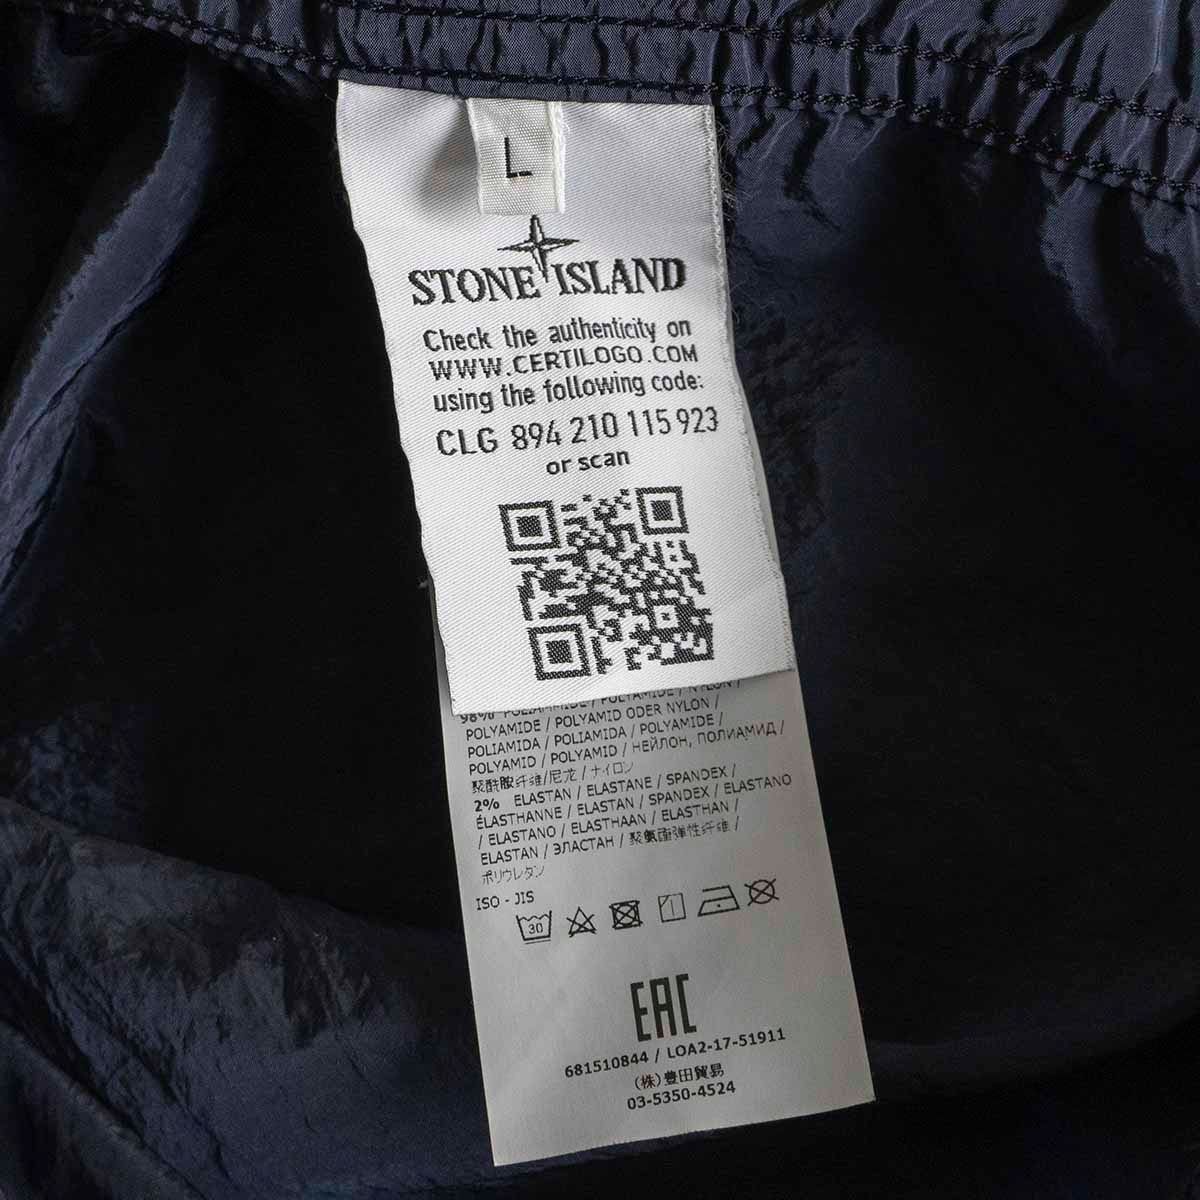 L
STONE ISLAND
Check the authenticity on
WWW.CERTILOGO.COM
using the following code:
CLG 894 210 115 923
or scan
98% POLIAMMIDE / POLYAMIDE / NYLON /
POLYAMIDE / POLYAMID ODER NYLON /
POLIAMIDA / POLIAMIDA / POLYAMIDE /
POLYAMID / POLYAMID / НЕЙЛОН, ПОЛИАМИД /
聚酰胺纤维/尼龙 / ナイロン
2% ELASTAN / ELASTANE / SPANDEX /
ÉLASTHANNE / ELASTAN / SPANDEX / ELASTANO
/ ELASTANO / ELASTHAAN / ELASTHAN /
ELASTAN / ЭЛАСТАН / 聚氨酯弹性纤维 /
ポリウレタン
ISO - JIS
30
EAC
681510844 / LOA2-17-51911
(株)豊田貿易
03-5350-4524